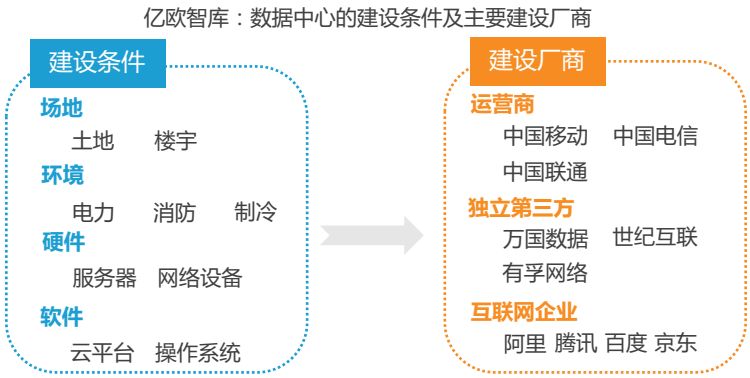 亿欧智库：数据中心的建设条件及主要建设厂商
建设条件
场地
土地 楼宇
环境
电力 消防 制冷
硬件
服务器 网络设备
软件
云平台 操作系统
建设厂商
运营商
中国移动 中国电信
中国联通
独立第三方
万国数据 世纪互联
有孚网络
互联网企业
阿里 腾讯 百度 京东